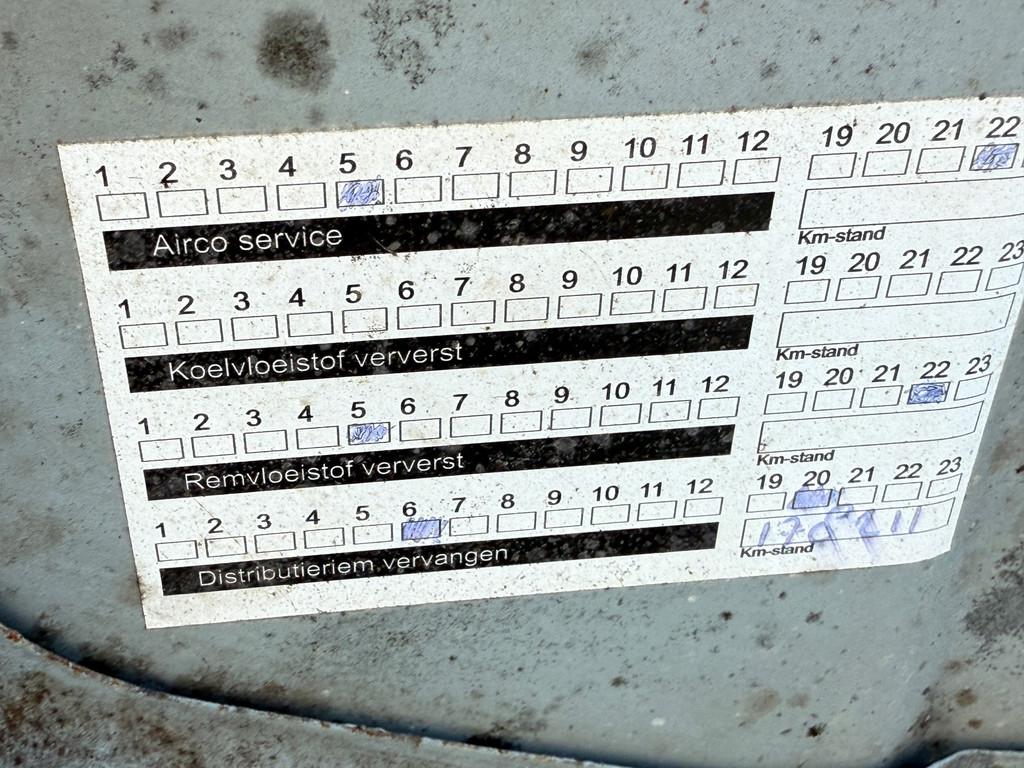 1 2 3 4 5 6 7 8 9 10 11 12 19 20 21 22
Airco service
Km-stand
1 2 3 4 5 6 7 8 9 10 11 12 19 20 21 22 23
Koelvloeistof ververst
Km-stand
1 2 3 4 5 6 7 8 9 10 11 12 19 20 21 22 23
Remvloeistof ververst
Km-stand
1 2 3 4 5 6 7 8 9 10 11 12 19 20 21 22 23
Distributieriem vervangen
Km-stand